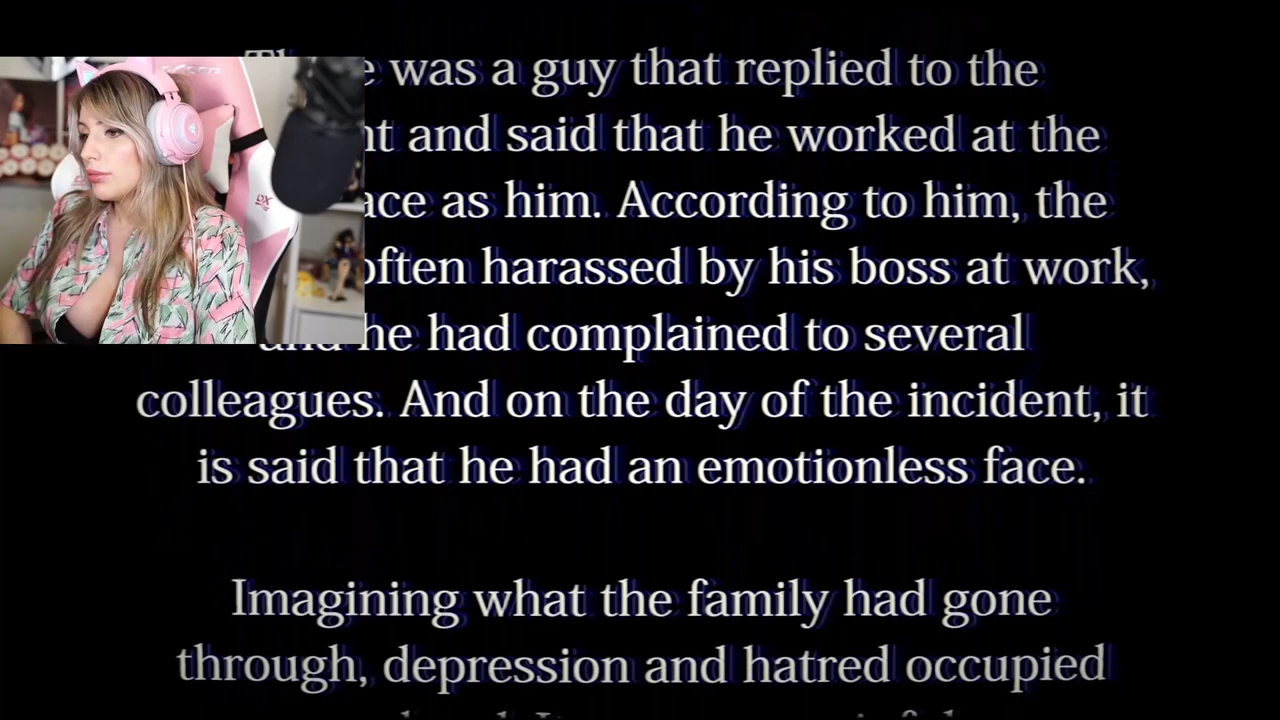 was a guy that replied to the
and said that he worked at the
as him. According to him, the
often harassed by his boss at work,
and he had complained to several
colleagues. And on the day of the incident, it
is said that he had an emotionless face.
Imagining what the family had gone
through, depression and hatred occupied